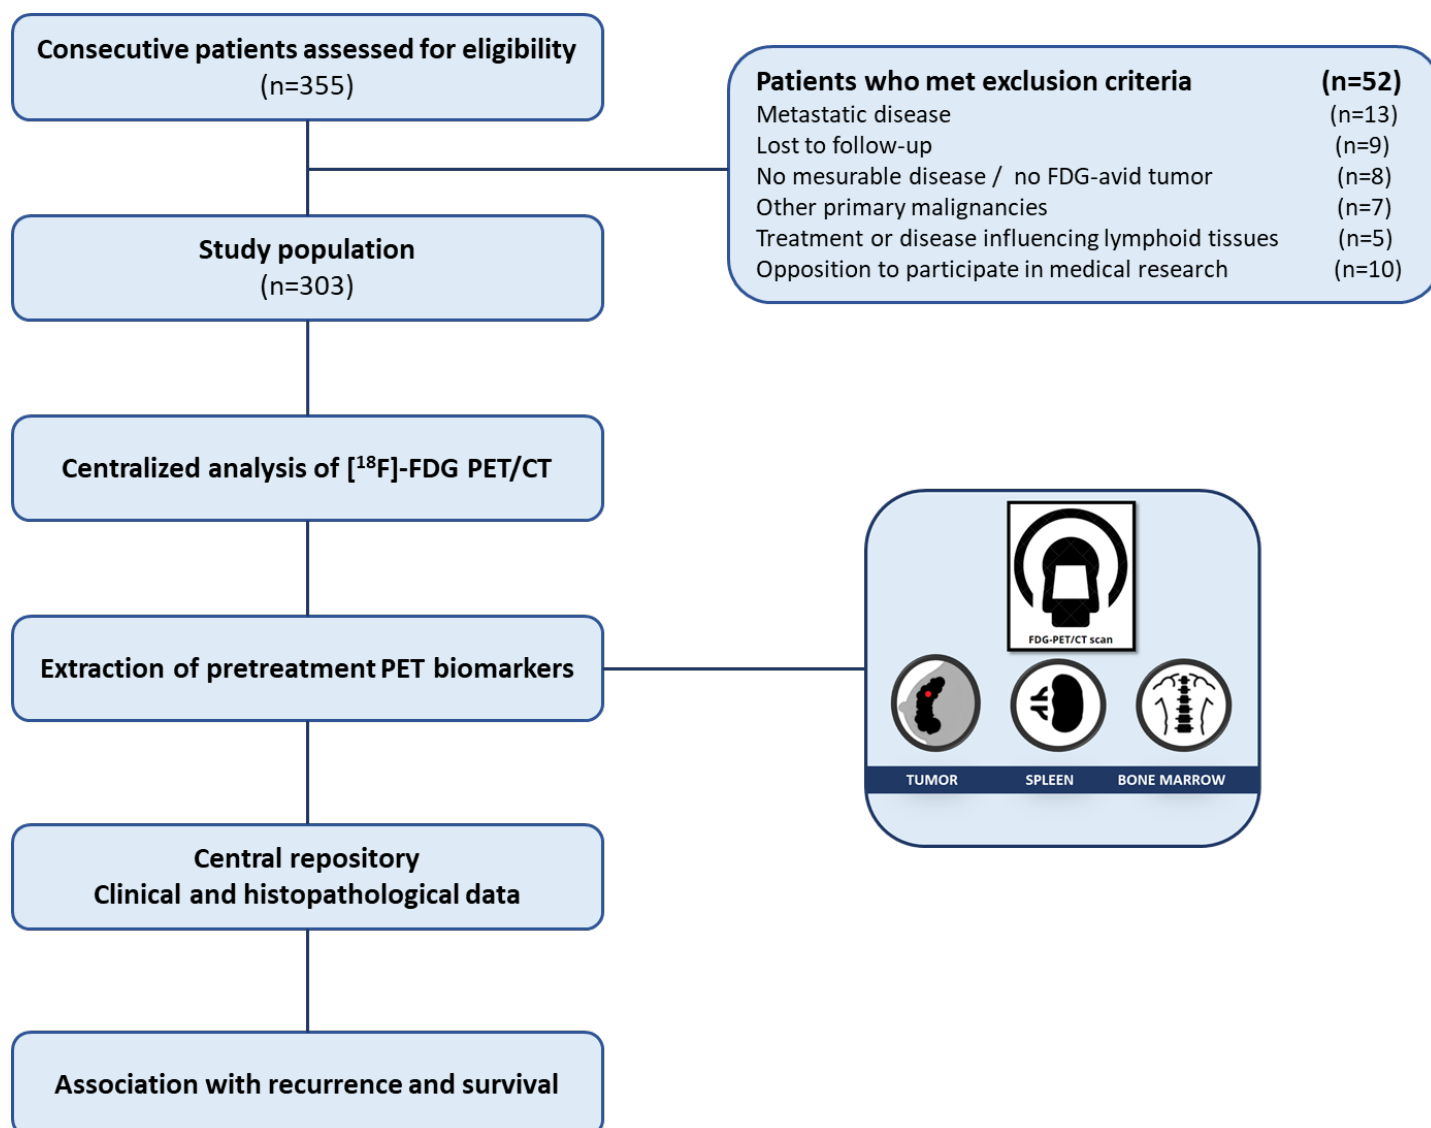 Consecutive patients assessed for eligibility
(n=355)
Patients who met exclusion criteria (n=52)
Metastatic disease (n=13)
Lost to follow-up (n=9)
No mesurable disease / no FDG-avid tumor (n=8)
Other primary malignancies (n=7)
Treatment or disease influencing lymphoid tissues (n=5)
Opposition to participate in medical research (n=10)
Study population
(n=303)
Centralized analysis of [¹⁸F]-FDG PET/CT
Extraction of pretreatment PET biomarkers
FDG-PET/CT scan
TUMOR SPLEEN BONE MARROW
Central repository
Clinical and histopathological data
Association with recurrence and survival